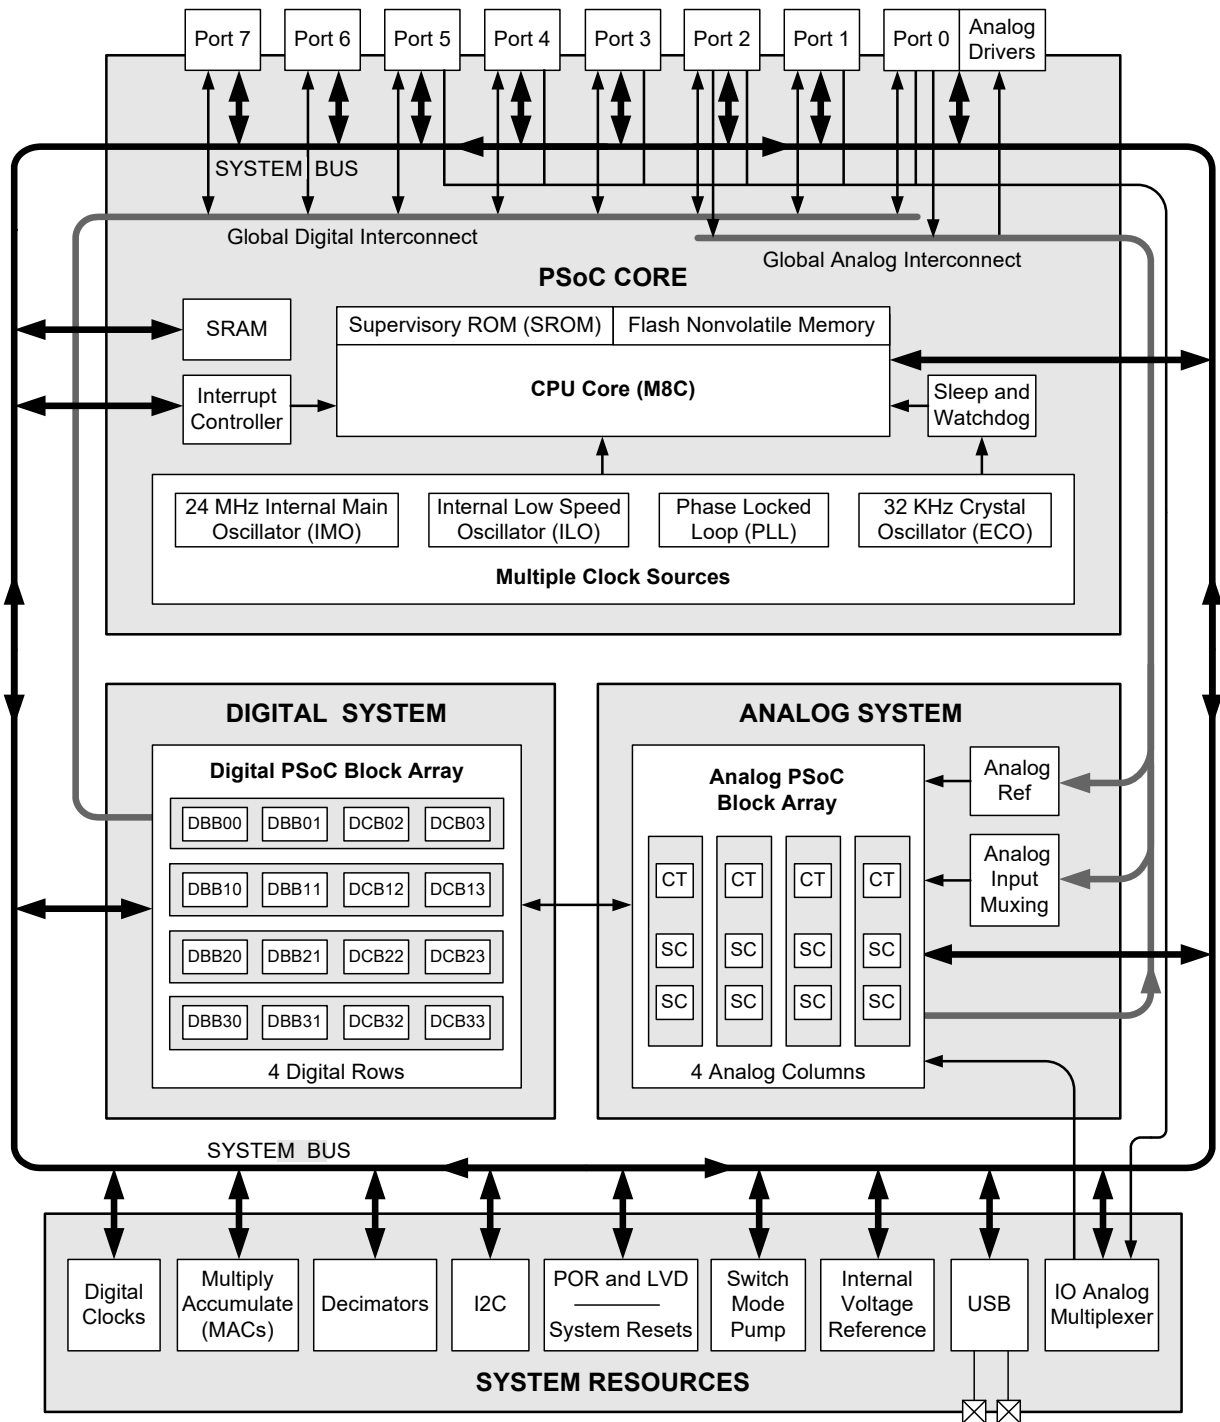 Port 7 Port 6 Port 5 Port 4 Port 3 Port 2 Port 1 Port 0 Analog
Drivers
SYSTEM BUS
Global Digital Interconnect
Global Analog Interconnect
PSoC CORE
SRAM
Supervisory ROM (SROM) Flash Nonvolatile Memory
CPU Core (M8C)
Interrupt
Controller
Sleep and
Watchdog
24 MHz Internal Main
Oscillator (IMO)
Internal Low Speed
Oscillator (ILO)
Phase Locked
Loop (PLL)
32 KHz Crystal
Oscillator (ECO)
Multiple Clock Sources
DIGITAL SYSTEM
Digital PSoC Block Array
DBB00 DBB01 DCB02 DCB03
DBB10 DBB11 DCB12 DCB13
DBB20 DBB21 DCB22 DCB23
DBB30 DBB31 DCB32 DCB33
4 Digital Rows
ANALOG SYSTEM
Analog PSoC
Block Array
CT CT CT CT
SC SC SC SC
SC SC SC SC
4 Analog Columns
Analog
Ref
Analog
Input
Muxing
SYSTEM BUS
Digital
Clocks
Multiply
Accumulate
(MACs)
Decimators
I2C
POR and LVD
System Resets
Switch
Mode
Pump
Internal
Voltage
Reference
USB
IO Analog
Multiplexer
SYSTEM RESOURCES